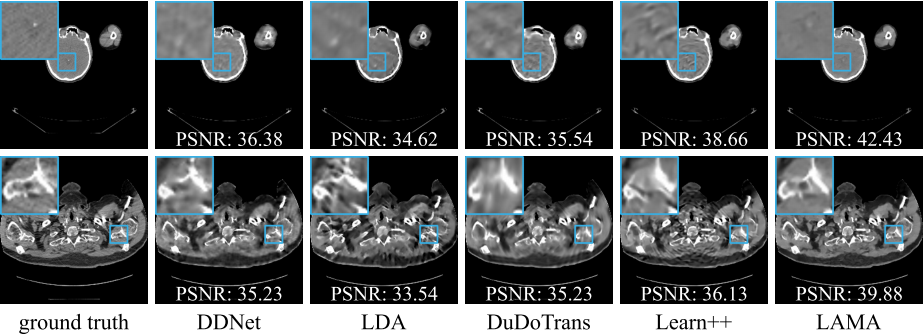 PSNR: 36.38 PSNR: 34.62 PSNR: 35.54 PSNR: 38.66 PSNR: 42.43
PSNR: 35.23 PSNR: 33.54 PSNR: 35.23 PSNR: 36.13 PSNR: 39.88
ground truth DDNet LDA DuDoTrans Learn++ LAMA